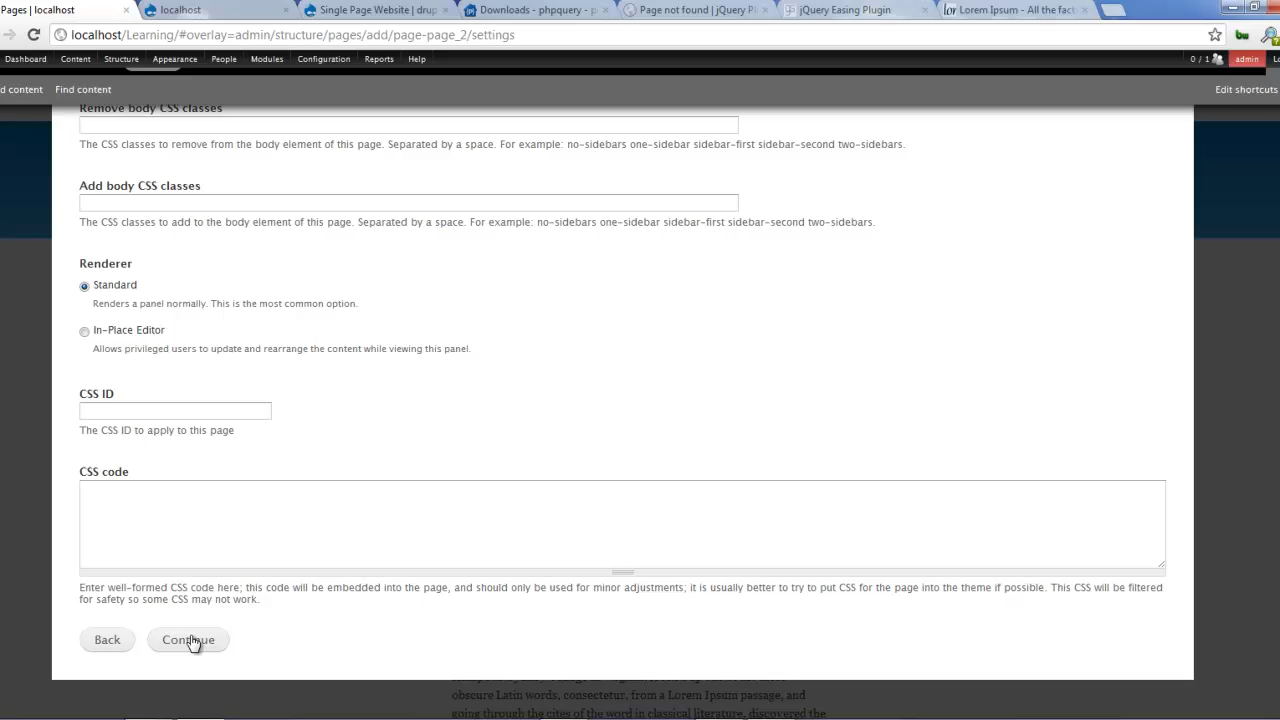 Pages | localhost
localhost
Single Page Website | drup
Downloads - phpquery - p
Page not found | jQuery Pl
jQuery Easing Plugin
Lorem Ipsum - All the fact
localhost/Learning/#overlay=admin/structure/pages/add/page-page_2/settings
Dashboard Content Structure Appearance People Modules Configuration Reports Help 0 / 1 admin Lo
d content Find content Edit shortcuts
Remove body CSS classes
The CSS classes to remove from the body element of this page. Separated by a space. For example: no-sidebars one-sidebar sidebar-first sidebar-second two-sidebars.
Add body CSS classes
The CSS classes to add to the body element of this page. Separated by a space. For example: no-sidebars one-sidebar sidebar-first sidebar-second two-sidebars.
Renderer
Standard
Renders a panel normally. This is the most common option.
In-Place Editor
Allows privileged users to update and rearrange the content while viewing this panel.
CSS ID
The CSS ID to apply to this page
CSS code
Enter well-formed CSS code here; this code will be embedded into the page, and should only be used for minor adjustments; it is usually better to try to put CSS for the page into the theme if possible. This CSS will be filtered
for safety so some CSS may not work.
Back Continue
obscure Latin words, consectetur, from a Lorem Ipsum passage, and
going through the cites of the word in classical literature, discovered the